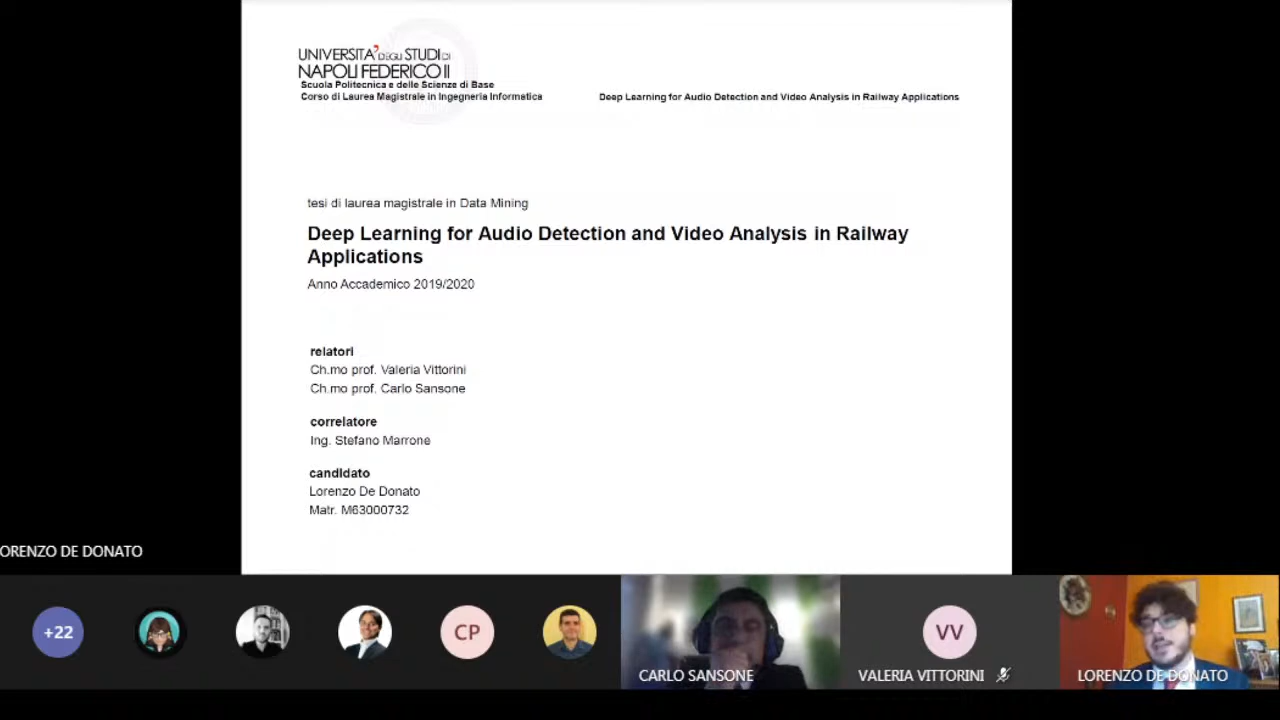 UNIVERSITA' DEGLI STUDI DI
NAPOLI FEDERICO II
Scuola Politecnica e delle Scienze di Base
Corso di Laurea Magistrale in Ingegneria Informatica
Deep Learning for Audio Detection and Video Analysis in Railway Applications
tesi di laurea magistrale in Data Mining
Deep Learning for Audio Detection and Video Analysis in Railway
Applications
Anno Accademico 2019/2020
relatori
Ch.mo prof. Valeria Vittorini
Ch.mo prof. Carlo Sansone
correlatore
Ing. Stefano Marrone
candidato
Lorenzo De Donato
Matr. M63000732
ORENZO DE DONATO
+22
CP
CARLO SANSONE
VV
VALERIA VITTORINI
LORENZO DE DONATO